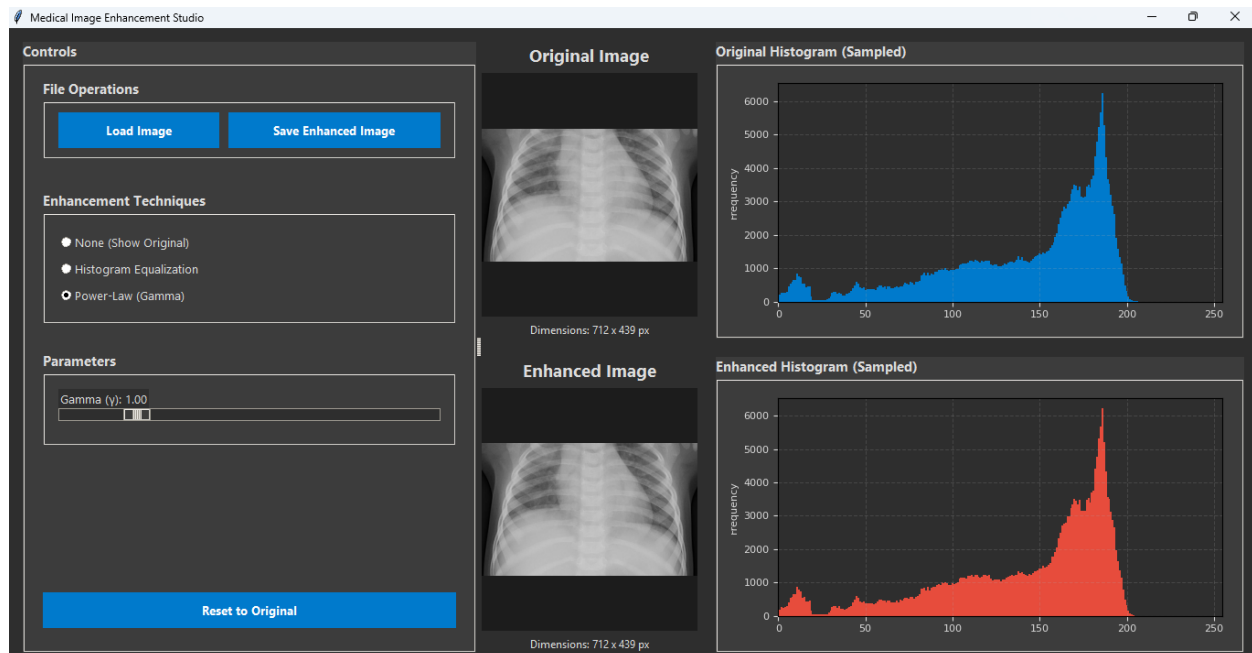 Medical Image Enhancement Studio
Controls
File Operations
Load Image
Save Enhanced Image
Enhancement Techniques
None (Show Original)
Histogram Equalization
Power-Law (Gamma)
Parameters
Gamma (γ): 1.00
Reset to Original
Original Image
Dimensions: 712 x 439 px
Enhanced Image
Dimensions: 712 x 439 px
Original Histogram (Sampled)
Frequency
6000
5000
4000
3000
2000
1000
0
0 50 100 150 200 250
Enhanced Histogram (Sampled)
Frequency
6000
5000
4000
3000
2000
1000
0
0 50 100 150 200 250